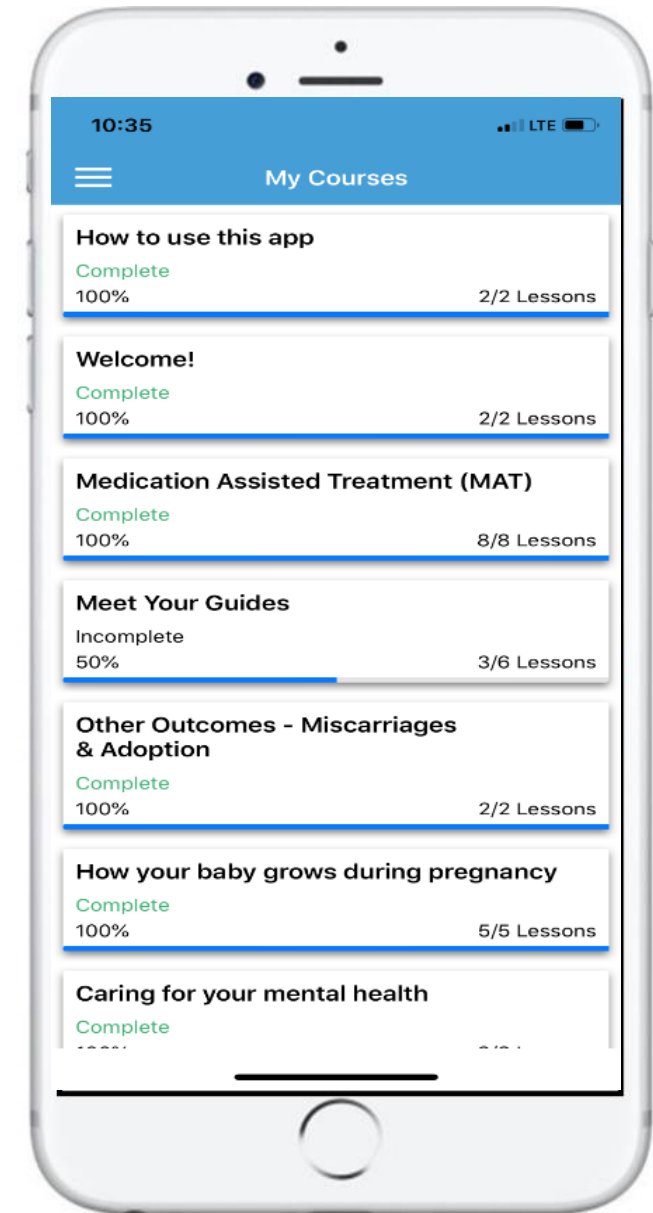 10:35
LTE
My Courses
How to use this app
Complete
100%
2/2 Lessons
Welcome!
Complete
100%
2/2 Lessons
Medication Assisted Treatment (MAT)
Complete
100%
8/8 Lessons
Meet Your Guides
Incomplete
50%
3/6 Lessons
Other Outcomes - Miscarriages
& Adoption
Complete
100%
2/2 Lessons
How your baby grows during pregnancy
Complete
100%
5/5 Lessons
Caring for your mental health
Complete